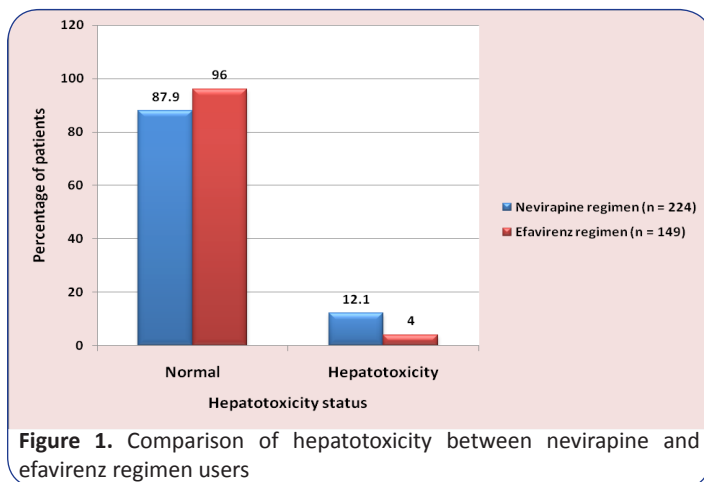 120
100
80
60
40
20
0
Percentage of patients
87.9
96
12.1
4
Normal
Hepatotoxicity
Hepatotoxicity status
Nevirapine regimen (n = 224)
Efavirenz regimen (n = 149)
Figure 1. Comparison of hepatotoxicity between nevirapine and
efavirenz regimen users